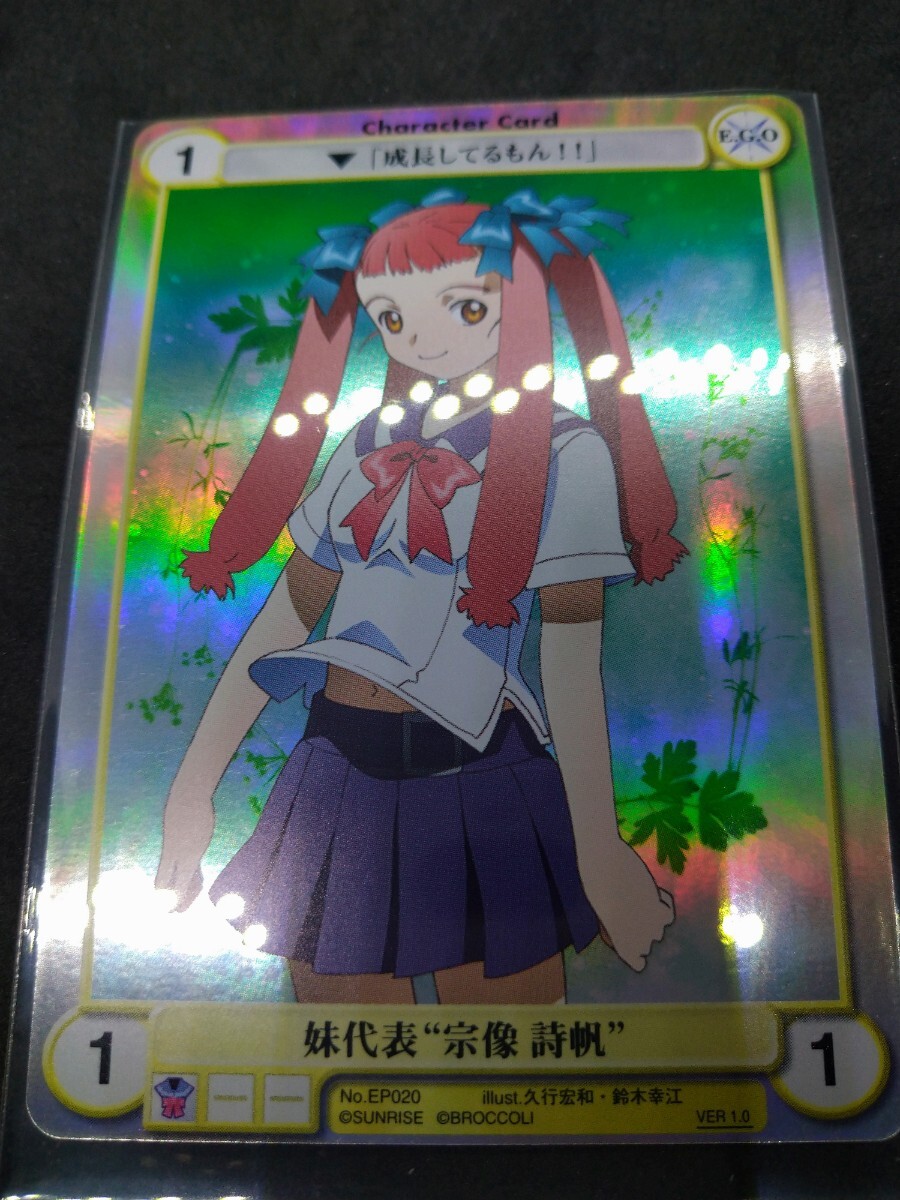 Character Card
1
▼「成長してるもん！！」
E.G.O
妹代表“宗像 詩帆”
1
1
No.EP020 illust.久行宏和・鈴木幸江
©SUNRISE ©BROCCOLI VER 1.0